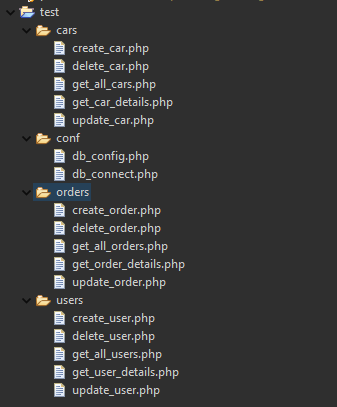 test
cars
create_car.php
delete_car.php
get_all_cars.php
get_car_details.php
update_car.php
conf
db_config.php
db_connect.php
orders
create_order.php
delete_order.php
get_all_orders.php
get_order_details.php
update_order.php
users
create_user.php
delete_user.php
get_all_users.php
get_user_details.php
update_user.php